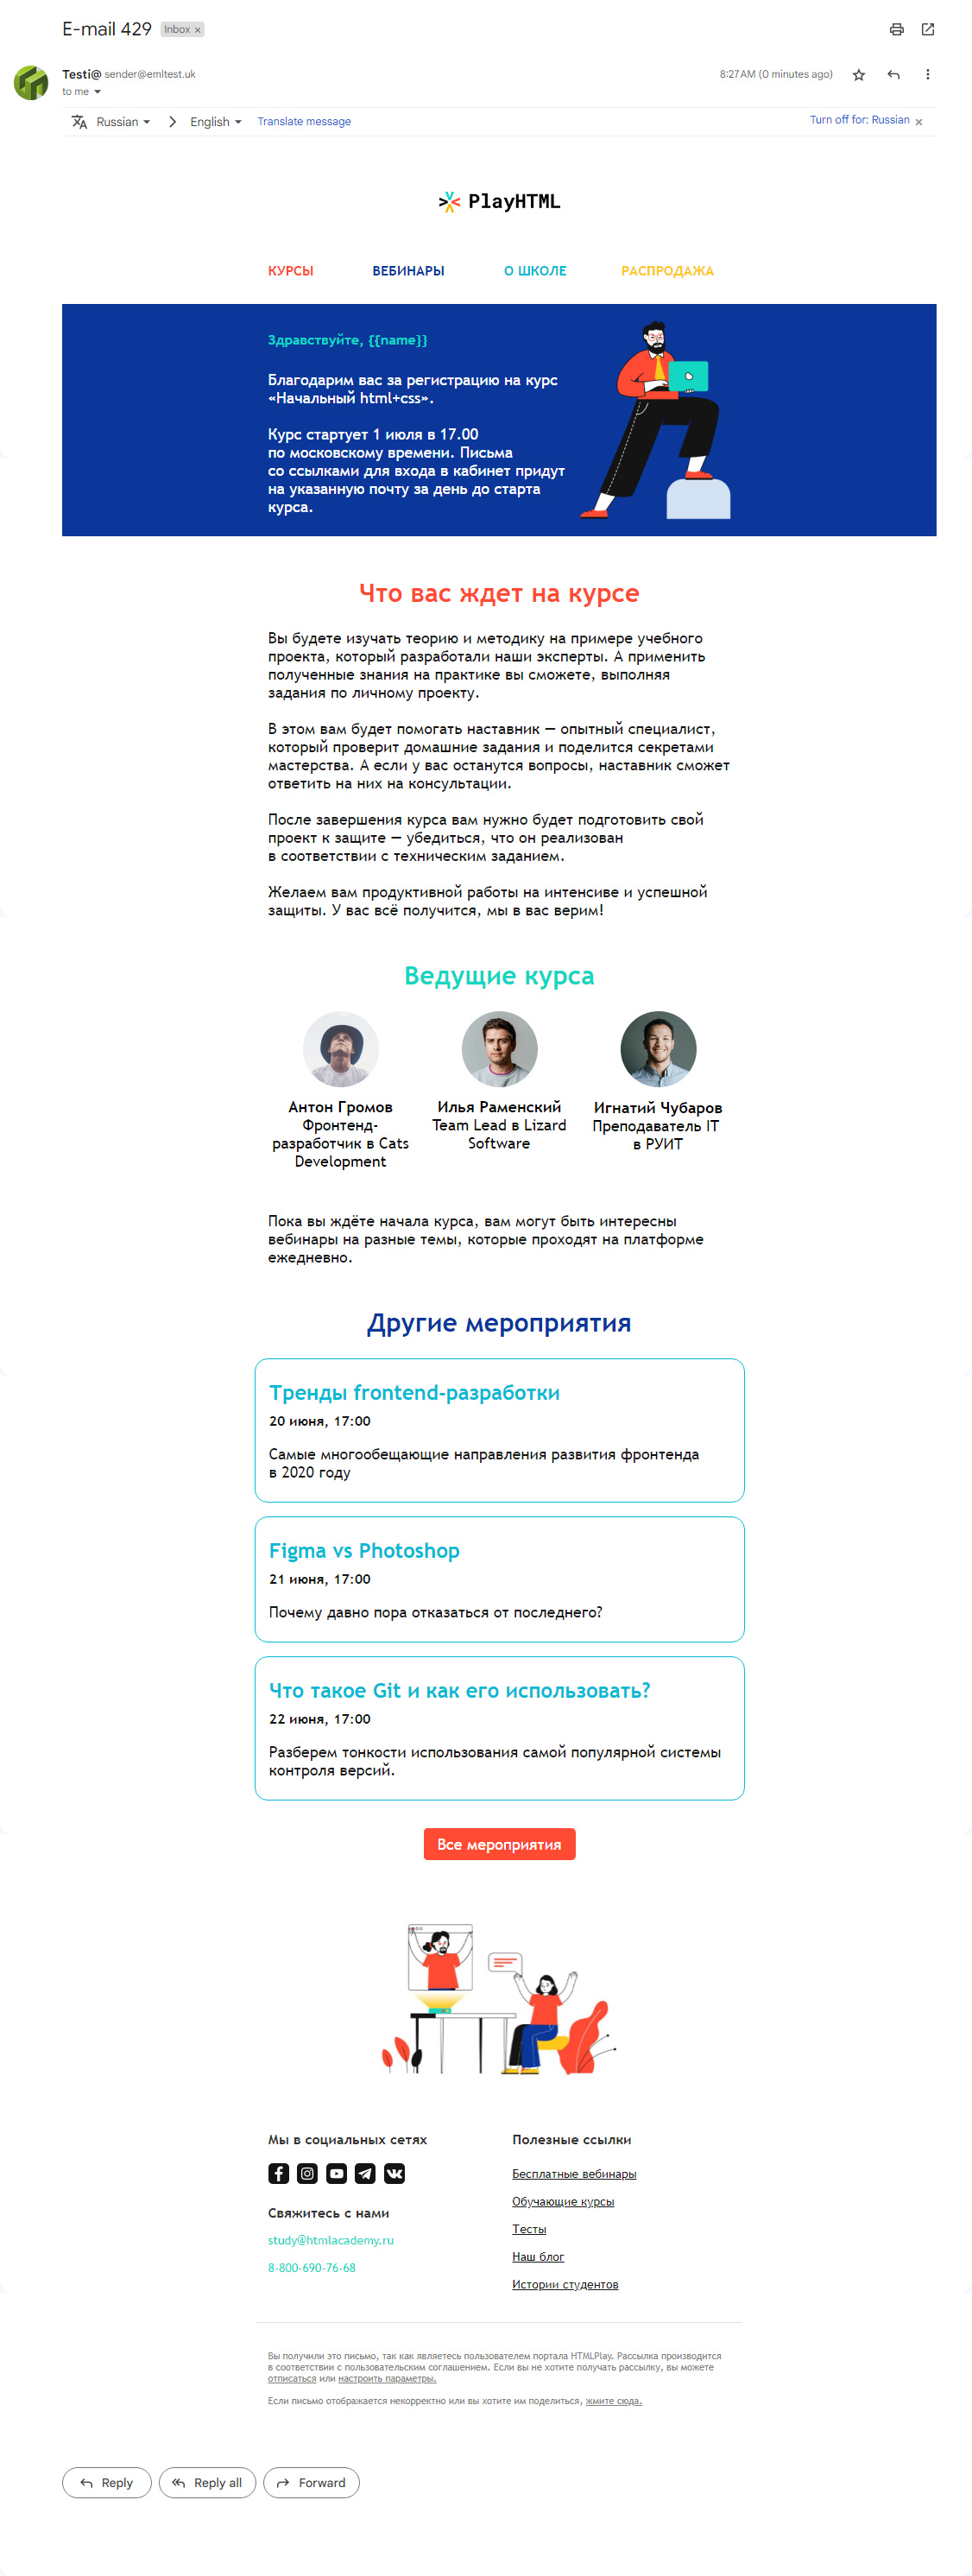 E-mail 429 Inbox ×
Testi@ sender@emltest.uk 8:27 AM (0 minutes ago)
to me
Russian English Translate message Turn off for: Russian ×
PlayHTML
КУРСЫ ВЕБИНАРЫ О ШКОЛЕ РАСПРОДАЖА
Здравствуйте, {{name}}
Благодарим вас за регистрацию на курс
«Начальный html+css».
Курс стартует 1 июля в 17.00
по московскому времени. Письма
со ссылками для входа в кабинет придут
на указанную почту за день до старта
курса.
Что вас ждет на курсе
Вы будете изучать теорию и методику на примере учебного
проекта, который разработали наши эксперты. А применить
полученные знания на практике вы сможете, выполняя
задания по личному проекту.
В этом вам будет помогать наставник — опытный специалист,
который проверит домашние задания и поделится секретами
мастерства. А если у вас останутся вопросы, наставник сможет
ответить на них на консультации.
После завершения курса вам нужно будет подготовить свой
проект к защите — убедиться, что он реализован
в соответствии с техническим заданием.
Желаем вам продуктивной работы на интенсиве и успешной
защиты. У вас всё получится, мы в вас верим!
Ведущие курса
Антон Громов
Фронтенд-
разработчик в Cats
Development
Илья Раменский
Team Lead в Lizard
Software
Игнатий Чубаров
Преподаватель IT
в РУИТ
Пока вы ждёте начала курса, вам могут быть интересны
вебинары на разные темы, которые проходят на платформе
ежедневно.
Другие мероприятия
Тренды frontend-разработки
20 июня, 17:00
Самые многообещающие направления развития фронтенда
в 2020 году
Figma vs Photoshop
21 июня, 17:00
Почему давно пора отказаться от последнего?
Что такое Git и как его использовать?
22 июня, 17:00
Разберем тонкости использования самой популярной системы
контроля версий.
Все мероприятия
Мы в социальных сетях
Свяжитесь с нами
study@htmlacademy.ru
8-800-690-76-68
Полезные ссылки
Бесплатные вебинары
Обучающие курсы
Тесты
Наш блог
Истории студентов
Вы получили это письмо, так как являетесь пользователем портала HTMLPlay. Рассылка производится
в соответствии с пользовательским соглашением. Если вы не хотите получать рассылку, вы можете
отписаться или настроить параметры.
Если письмо отображается некорректно или вы хотите им поделиться, жмите сюда.
Reply Reply all Forward